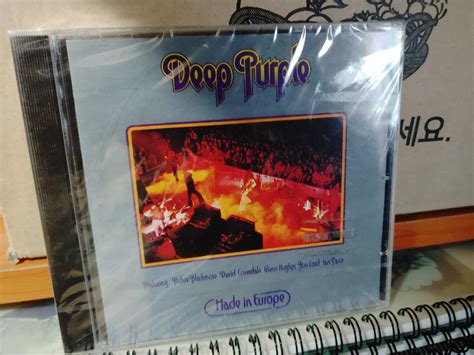 Deep Purple
세요.
Featuring: Ritchie Blackmore David Coverdale Glenn Hughes Jon Lord Ian Paice
Made in Europe